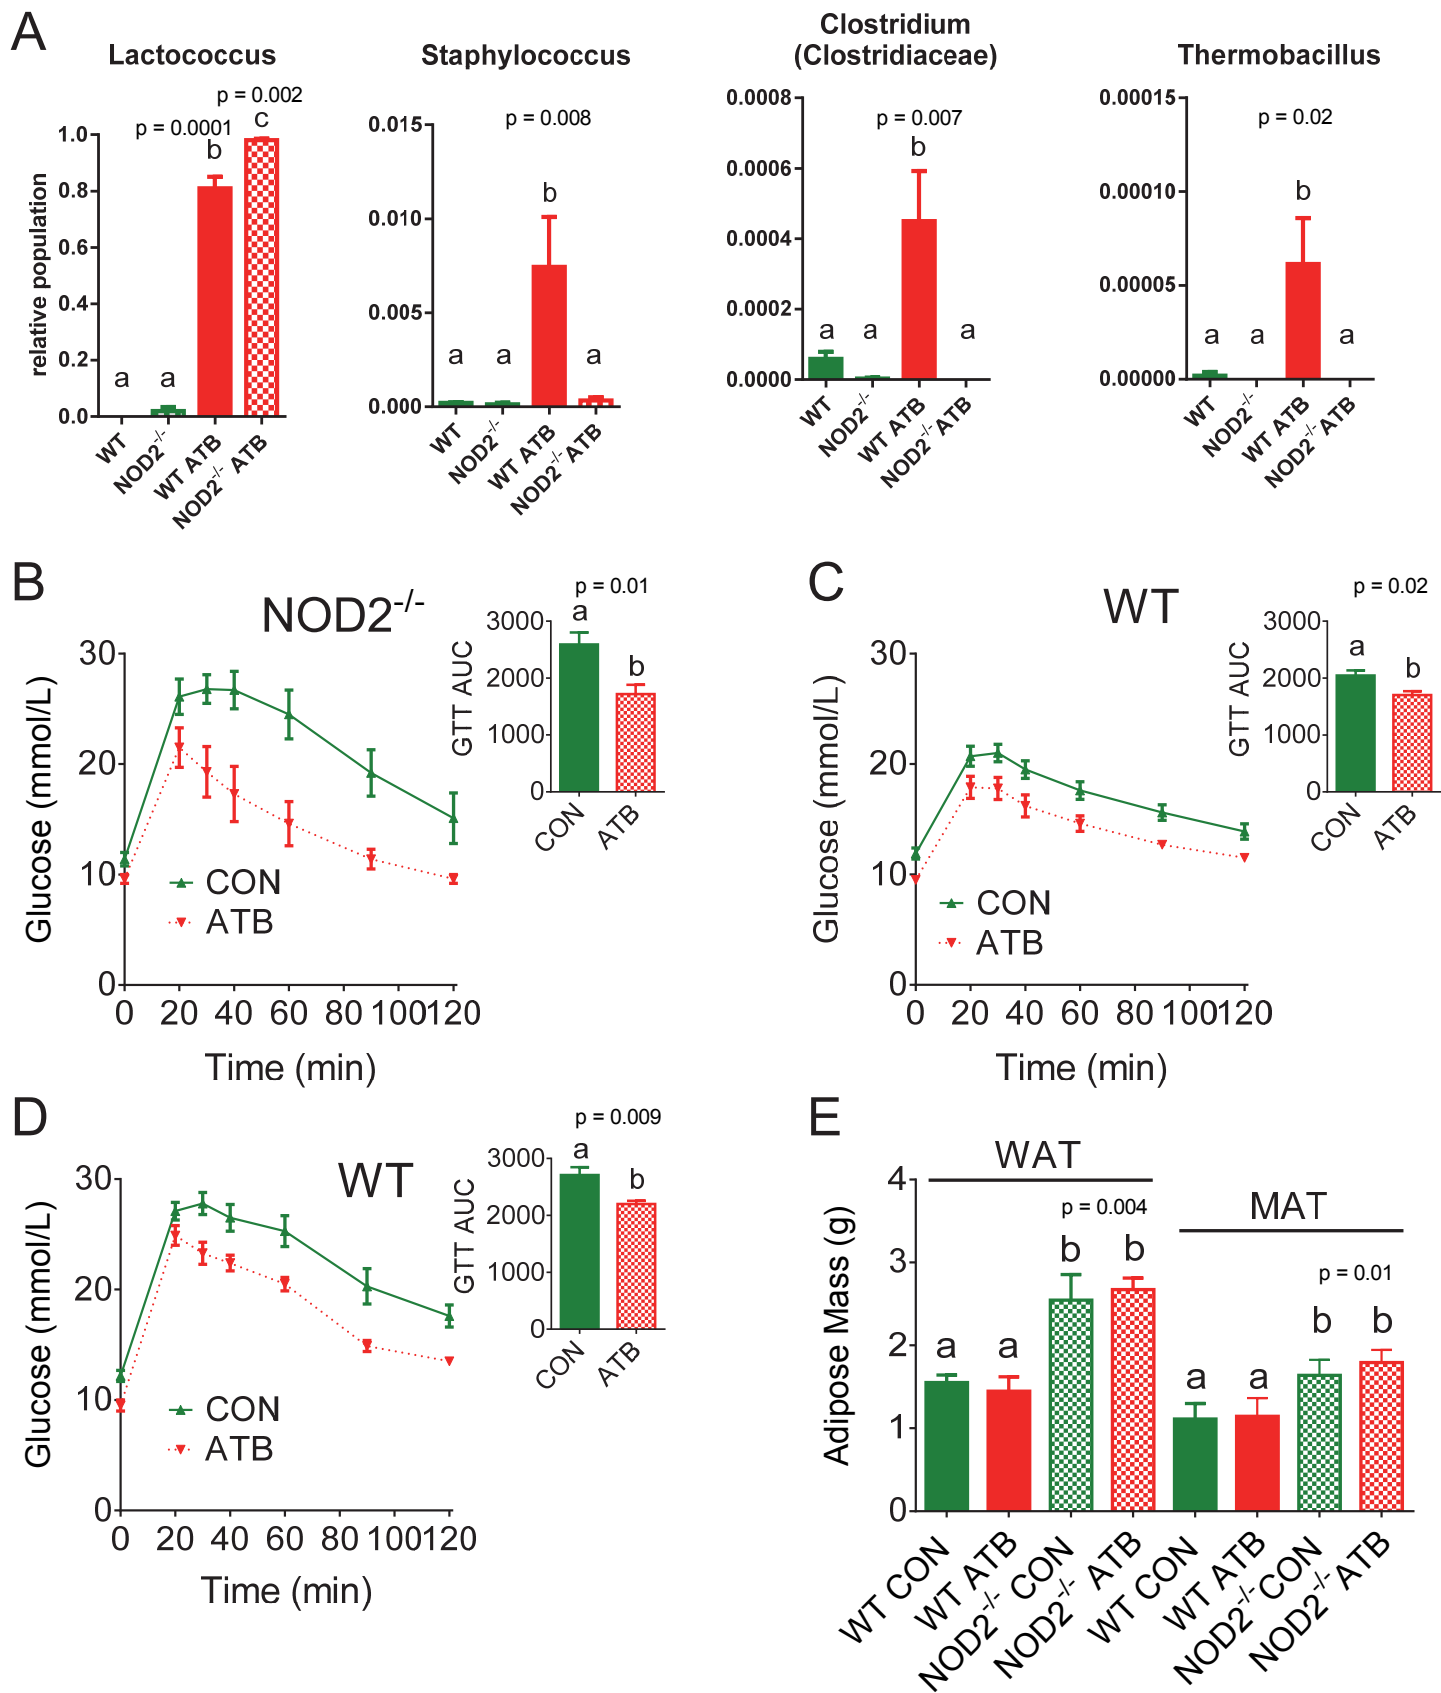 A
Lactococcus
p = 0.002
p = 0.0001
c
b
a
a
relative population
1.0
0.8
0.6
0.4
0.2
0.0
WT
NOD2-/-
WT ATB
NOD2-/- ATB
Staphylococcus
p = 0.008
0.015
0.010
0.005
0.000
a
a
b
a
WT
NOD2-/-
WT ATB
NOD2-/- ATB
Clostridium
(Clostridiaceae)
p = 0.007
0.0008
0.0006
0.0004
0.0002
0.0000
a
a
b
a
WT
NOD2-/-
WT ATB
NOD2-/- ATB
Thermobacillus
p = 0.02
0.00015
0.00010
0.00005
0.00000
a
a
b
a
WT
NOD2-/-
WT ATB
NOD2-/- ATB
B
NOD2-/-
Glucose (mmol/L)
30
20
10
0
CON
ATB
0 20 40 60 80 100 120
Time (min)
p = 0.01
GTT AUC
3000
2000
1000
0
a
b
CON
ATB
C
WT
Glucose (mmol/L)
30
20
10
0
CON
ATB
0 20 40 60 80 100 120
Time (min)
p = 0.02
GTT AUC
3000
2000
1000
0
a
b
CON
ATB
D
WT
Glucose (mmol/L)
30
20
10
0
CON
ATB
0 20 40 60 80 100 120
Time (min)
p = 0.009
GTT AUC
3000
2000
1000
0
a
b
CON
ATB
E
WAT
p = 0.004
MAT
p = 0.01
Adipose Mass (g)
4
3
2
1
0
a
a
b
b
a
a
b
b
WT CON
WT ATB
NOD2-/- CON
NOD2-/- ATB
WT CON
WT ATB
NOD2-/- CON
NOD2-/- ATB